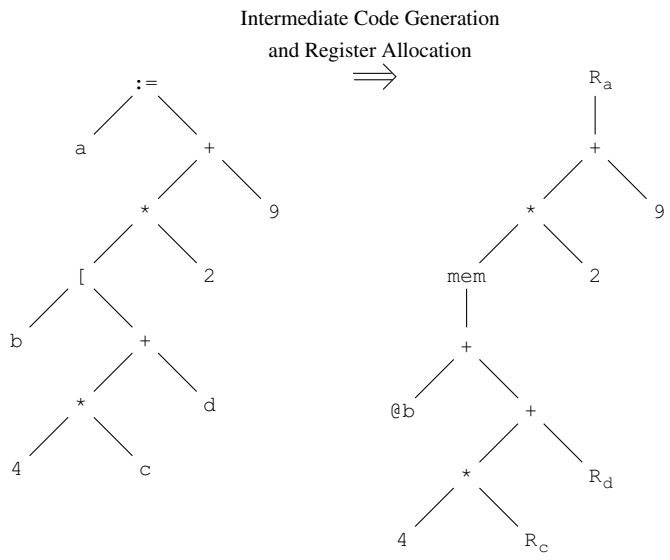 Intermediate Code Generation
and Register Allocation
⇒
:= R_a
a + +
* 9 * 9
[ 2 mem 2
b + +
* d @b +
4 c * R_d
4 R_c